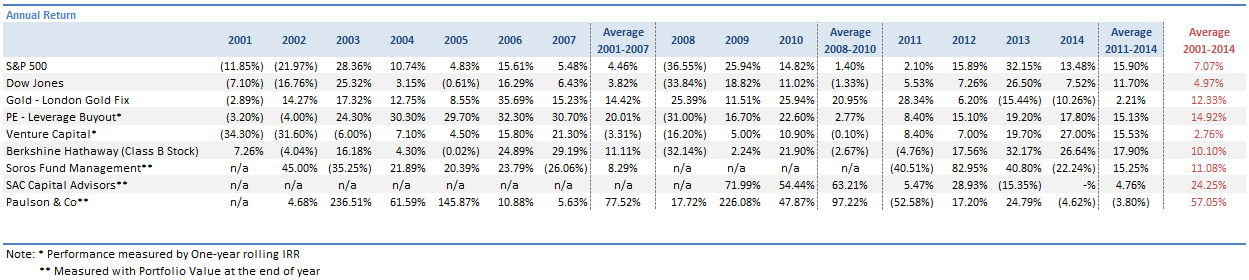 Annual Return
2001 2002 2003 2004 2005 2006 2007 Average 2001-2007 2008 2009 2010 Average 2008-2010 2011 2012 2013 2014 Average 2011-2014 Average 2001-2014
S&P 500 (11.85%) (21.97%) 28.36% 10.74% 4.83% 15.61% 5.48% 4.46% (36.55%) 25.94% 14.82% 1.40% 2.10% 15.89% 32.15% 13.48% 15.90% 7.07%
Dow Jones (7.10%) (16.76%) 25.32% 3.15% (0.61%) 16.29% 6.43% 3.82% (33.84%) 18.82% 11.02% (1.33%) 5.53% 7.26% 26.50% 7.52% 11.70% 4.97%
Gold - London Gold Fix (2.89%) 14.27% 17.32% 12.75% 8.55% 35.69% 15.23% 14.42% 25.39% 11.51% 25.94% 20.95% 28.34% 6.20% (15.44%) (10.26%) 2.21% 12.33%
PE - Leverage Buyout* (3.20%) (4.00%) 24.30% 30.30% 29.70% 32.30% 30.70% 20.01% (31.00%) 16.70% 22.60% 2.77% 8.40% 15.10% 19.20% 17.80% 15.13% 14.92%
Venture Capital* (34.30%) (31.60%) (6.00%) 7.10% 4.50% 15.80% 21.30% (3.31%) (16.20%) 5.00% 10.90% (0.10%) 8.40% 7.00% 19.70% 27.00% 15.53% 2.76%
Berkshine Hathaway (Class B Stock) 7.26% (4.04%) 16.18% 4.30% (0.02%) 24.89% 29.19% 11.11% (32.14%) 2.24% 21.90% (2.67%) (4.76%) 17.56% 32.17% 26.64% 17.90% 10.10%
Soros Fund Management** n/a 45.00% (35.25%) 21.89% 20.39% 23.79% (26.06%) 8.29% n/a n/a n/a n/a (40.51%) 82.95% 40.80% (22.24%) 15.25% 11.08%
SAC Capital Advisors** n/a n/a n/a n/a n/a n/a n/a n/a n/a 71.99% 54.44% 63.21% 5.47% 28.93% (15.35%) -% 4.76% 24.25%
Paulson & Co** n/a 4.68% 236.51% 61.59% 145.87% 10.88% 5.63% 77.52% 17.72% 226.08% 47.87% 97.22% (52.58%) 17.20% 24.79% (4.62%) (3.80%) 57.05%
Note: * Performance measured by One-year rolling IRR
** Measured with Portfolio Value at the end of year